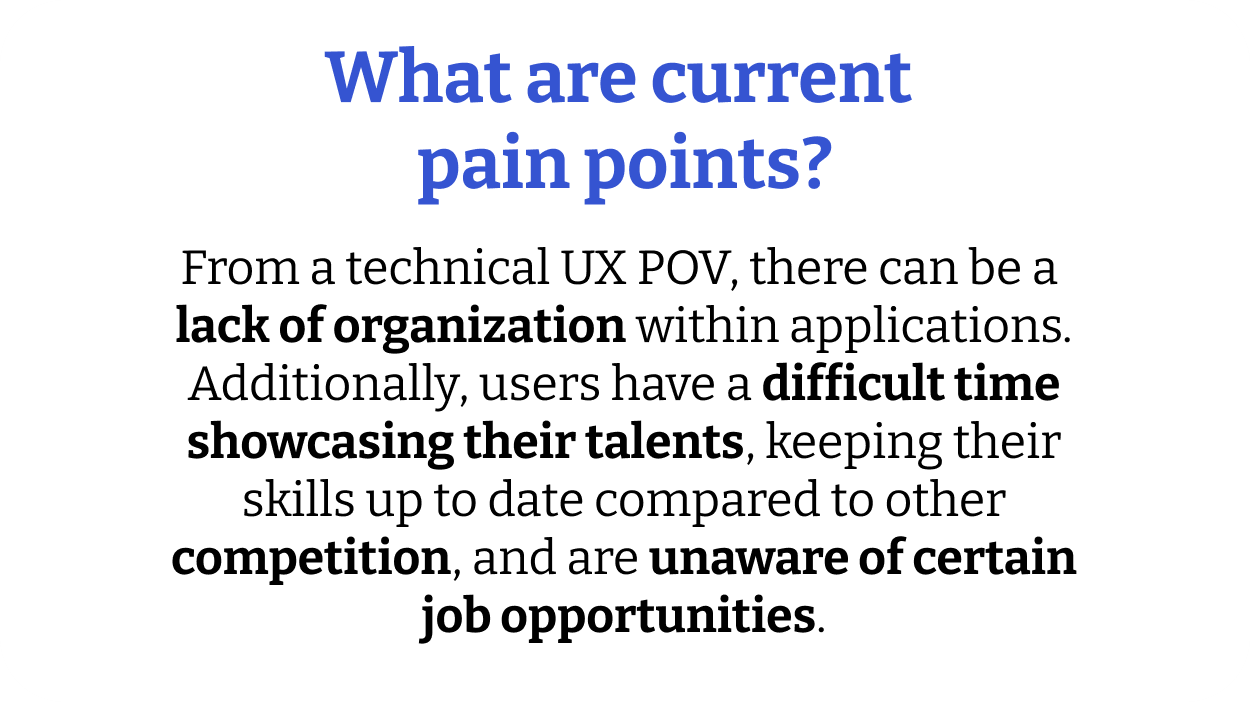 What are current
pain points?
From a technical UX POV, there can be a
lack of organization within applications.
Additionally, users have a difficult time
showcasing their talents, keeping their
skills up to date compared to other
competition, and are unaware of certain
job opportunities.